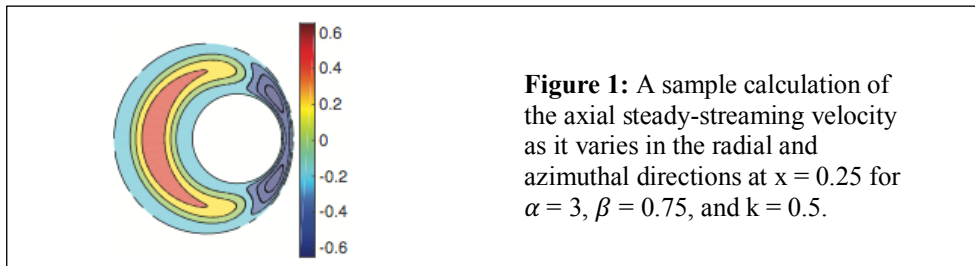 0.6
0.4
0.2
0
-0.2
-0.4
-0.6
Figure 1: A sample calculation of
the axial steady-streaming velocity
as it varies in the radial and
azimuthal directions at x = 0.25 for
𝛼 = 3, 𝛽 = 0.75, and k = 0.5.